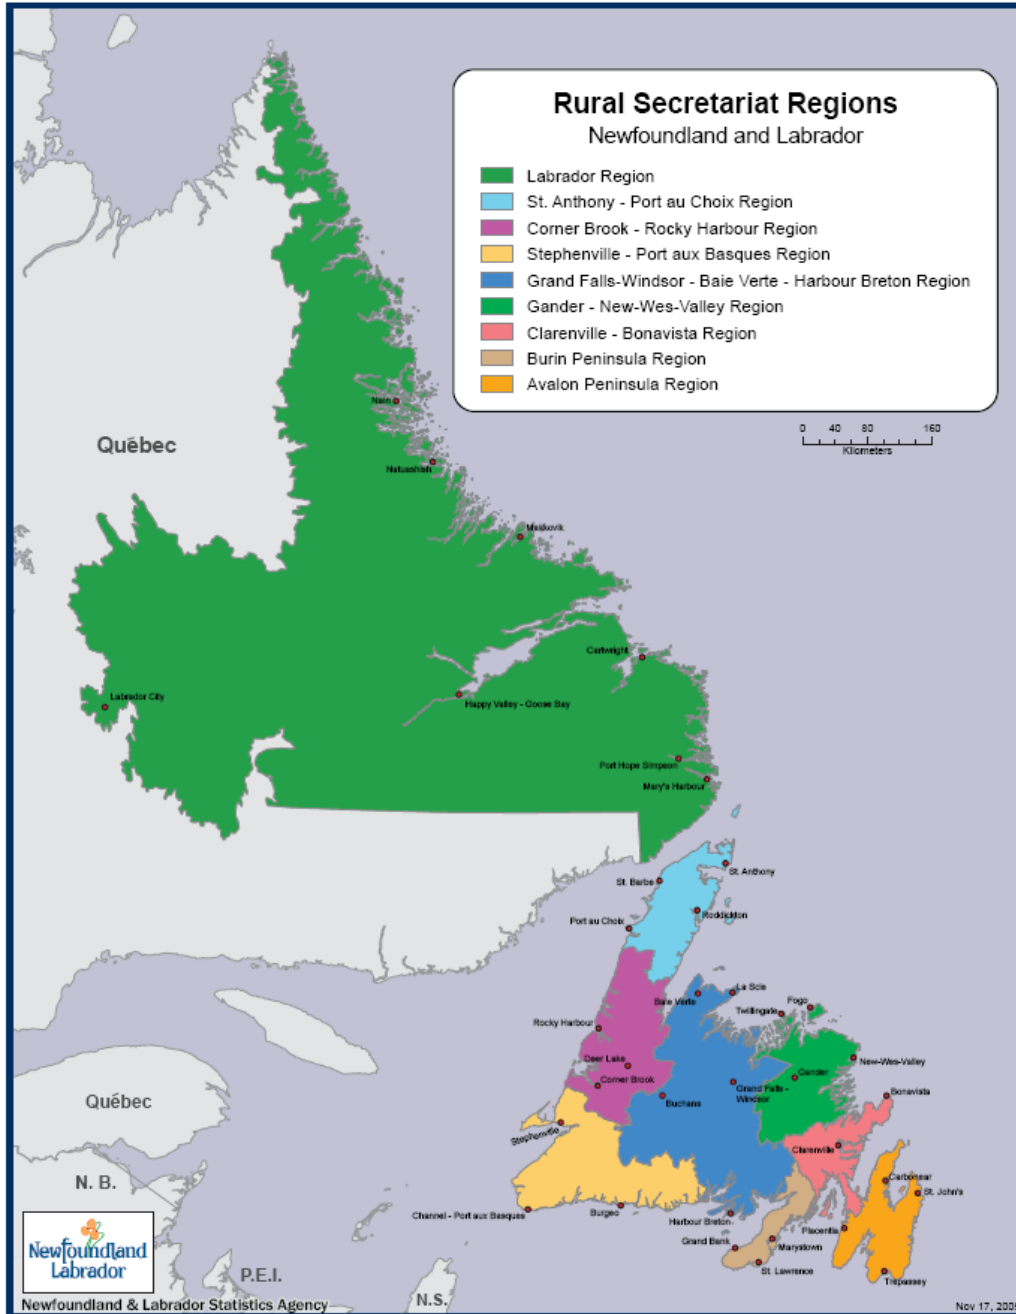 Rural Secretariat Regions
Newfoundland and Labrador
Labrador Region
St. Anthony - Port au Choix Region
Corner Brook - Rocky Harbour Region
Stephenville - Port aux Basques Region
Grand Falls-Windsor - Baie Verte - Harbour Breton Region
Gander - New-Wes-Valley Region
Clarenville - Bonavista Region
Burin Peninsula Region
Avalon Peninsula Region
0 40 80 160
Kilometers
Nain
Québec
Natuashish
Makkovik
Cartwright
Labrador City
Happy Valley - Goose Bay
Port Hope Simpson
Mary's Harbour
St. Anthony
St. Barbe
Roddickton
Port au Choix
La Scie
Baie Verte
Fogo
Twillingate
Rocky Harbour
New-Wes-Valley
Deer Lake
Gander
Corner Brook
Grand Falls -
Windsor
Buchans
Bonavista
Québec
Stephenville
Clarenville
N. B.
Carbonear
St. John's
Channel - Port aux Basques
Burgeo
Harbour Breton
Placentia
Grand Bank
Marystown
St. Lawrence
Trepassey
Newfoundland
Labrador
P.E.I.
N.S.
Newfoundland & Labrador Statistics Agency
Nov 17, 2005